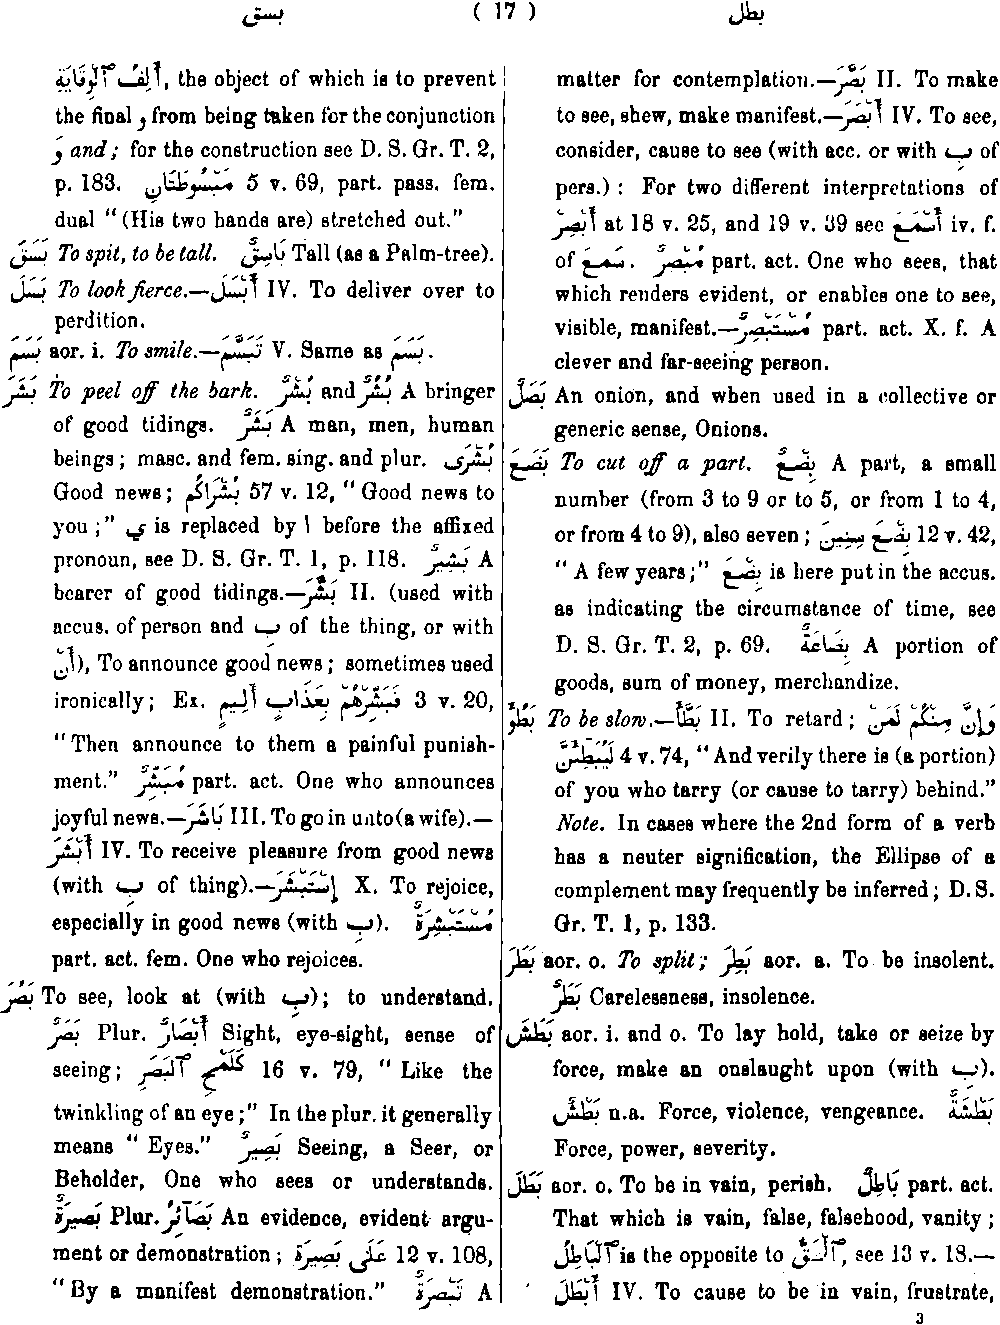 بسق ( 17 ) بطل
أَلِفُ ٱلْوِقَايَةِ, the object of which is to prevent
the final و from being taken for the conjunction
وَ and; for the construction see D. S. Gr. T. 2,
p. 183. مَبْسُوطَتَانِ 5 v. 69, part. pass. fem.
dual "(His two hands are) stretched out."
بَسَقَ To spit, to be tall. بَاسِقٌ Tall (as a Palm-tree).
بَسَلَ To look fierce.—أَبْسَلَ IV. To deliver over to
perdition.
بَسَمَ aor. i. To smile.—تَبَسَّمَ V. Same as بَسَمَ.
بَشَرَ To peel off the bark. بُشْرٌ and بُشُرٌ A bringer
of good tidings. بَشَرٌ A man, men, human
beings; masc. and fem. sing. and plur. بُشْرَى
Good news; بُشْرَاكُمْ 57 v. 12, "Good news to
you;" ي is replaced by ا before the affixed
pronoun, see D. S. Gr. T. 1, p. 118. بَشِيرٌ A
bearer of good tidings.—بَشَّرَ II. (used with
accus. of person and بِ of the thing, or with
أَنَّ), To announce good news; sometimes used
ironically; Ex. فَبَشِّرْهُمْ بِعَذَابٍ أَلِيمٍ 3 v. 20,
"Then announce to them a painful punish-
ment." مُبَشِّرٌ part. act. One who announces
joyful news.—بَاشَرَ III. To go in unto (a wife).—
أَبْشَرَ IV. To receive pleasure from good news
(with بِ of thing).—إِسْتَبْشَرَ X. To rejoice,
especially in good news (with بِ). مُسْتَبْشِرَةٌ
part. act. fem. One who rejoices.
بَصُرَ To see, look at (with بِ); to understand.
بَصَرٌ Plur. أَبْصَارٌ Sight, eye-sight, sense of
seeing; كَلَمْحِ ٱلْبَصَرِ 16 v. 79, "Like the
twinkling of an eye;" In the plur. it generally
means "Eyes." بَصِيرٌ Seeing, a Seer, or
Beholder, One who sees or understands.
بَصِيرَةٌ Plur. بَصَآئِرُ An evidence, evident argu-
ment or demonstration; عَلَى بَصِيرَةٍ 12 v. 108,
"By a manifest demonstration." تَبْصِرَةٌ A
matter for contemplation.—بَصَّرَ II. To make
to see, shew, make manifest.—أَبْصَرَ IV. To see,
consider, cause to see (with acc. or with بِ of
pers.): For two different interpretations of
أَبْصِرْ at 18 v. 25, and 19 v. 39 see أَسْمَعَ iv. f.
of سَمِعَ. مُبْصِرٌ part. act. One who sees, that
which renders evident, or enables one to see,
visible, manifest.—مُسْتَبْصِرٌ part. act. X. f. A
clever and far-seeing person.
بَصَلٌ An onion, and when used in a collective or
generic sense, Onions.
بَضَعَ To cut off a part. بِضْعٌ A part, a small
number (from 3 to 9 or to 5, or from 1 to 4,
or from 4 to 9), also seven; بِضْعَ سِنِينَ 12 v. 42,
"A few years;" بِضْعَ is here put in the accus.
as indicating the circumstance of time, see
D. S. Gr. T. 2, p. 69. بِضَاعَةٌ A portion of
goods, sum of money, merchandize.
بَطُؤَ To be slow.—بَطَّأَ II. To retard; وَإِنَّ مِنْكُمْ لَمَنْ
لَيُبَطِّئَنَّ 4 v. 74, "And verily there is (a portion)
of you who tarry (or cause to tarry) behind."
Note. In cases where the 2nd form of a verb
has a neuter signification, the Ellipse of a
complement may frequently be inferred; D. S.
Gr. T. 1, p. 133.
بَطَرَ aor. o. To split; بَطِرَ aor. a. To be insolent.
بَطَرٌ Carelessness, insolence.
بَطَشَ aor. i. and o. To lay hold, take or seize by
force, make an onslaught upon (with بِ).
بَطْشٌ n.a. Force, violence, vengeance. بَطْشَةٌ
Force, power, severity.
بَطَلَ aor. o. To be in vain, perish. بَاطِلٌ part. act.
That which is vain, false, falsehood, vanity;
ٱلْبَاطِلُ is the opposite to ٱلْحَقُّ, see 13 v. 18.—
أَبْطَلَ IV. To cause to be in vain, frustrate,
3